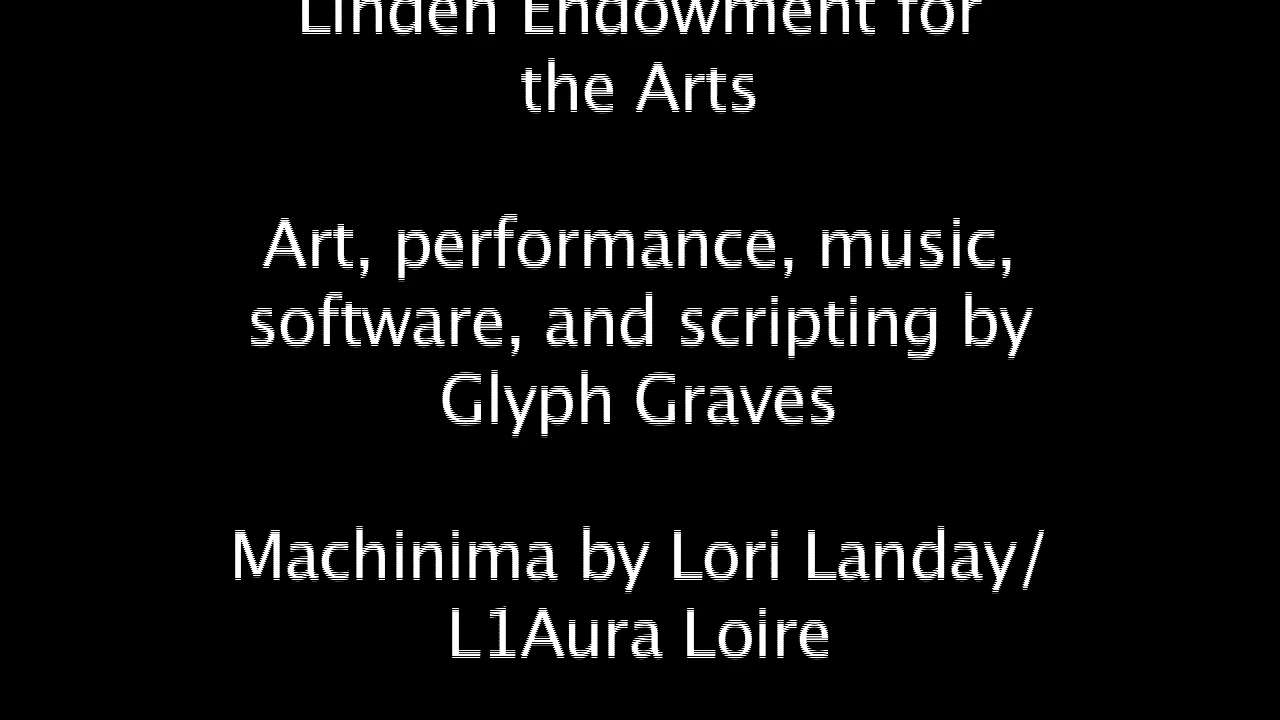 Linden Endowment for
the Arts
Art, performance, music,
software, and scripting by
Glyph Graves
Machinima by Lori Landay/
L1Aura Loire